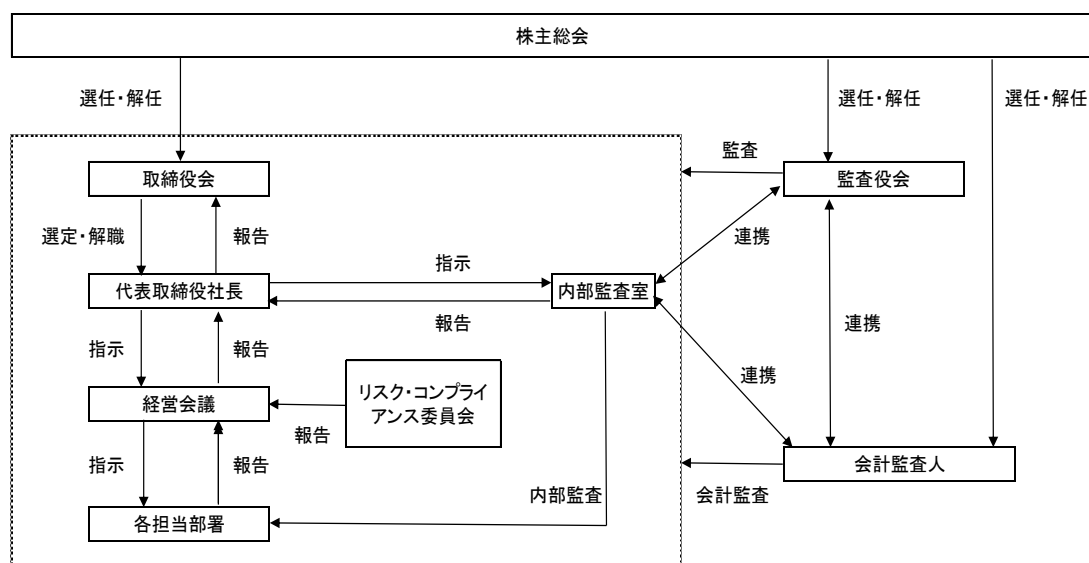 株主総会
選任・解任
選任・解任
選任・解任
監査
取締役会
監査役会
選定・解職
報告
連携
指示
代表取締役社長
内部監査室
報告
連携
指示
報告
連携
経営会議
リスク・コンプライ
アンス委員会
報告
指示
報告
会計監査人
内部監査
会計監査
各担当部署